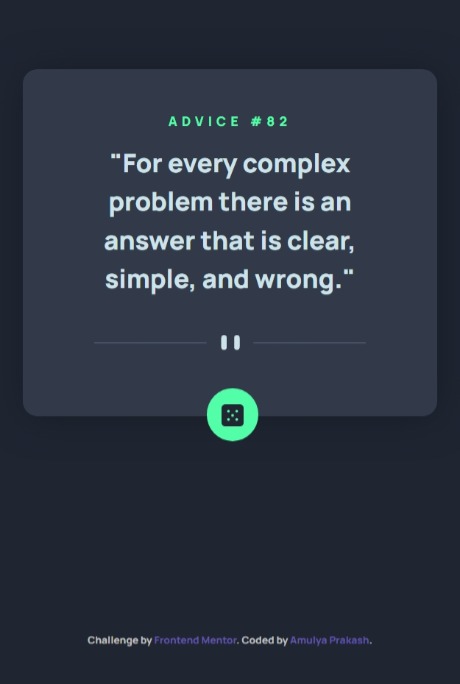 ADVICE #82
"For every complex
problem there is an
answer that is clear,
simple, and wrong."
Challenge by Frontend Mentor. Coded by Amulya Prakash.